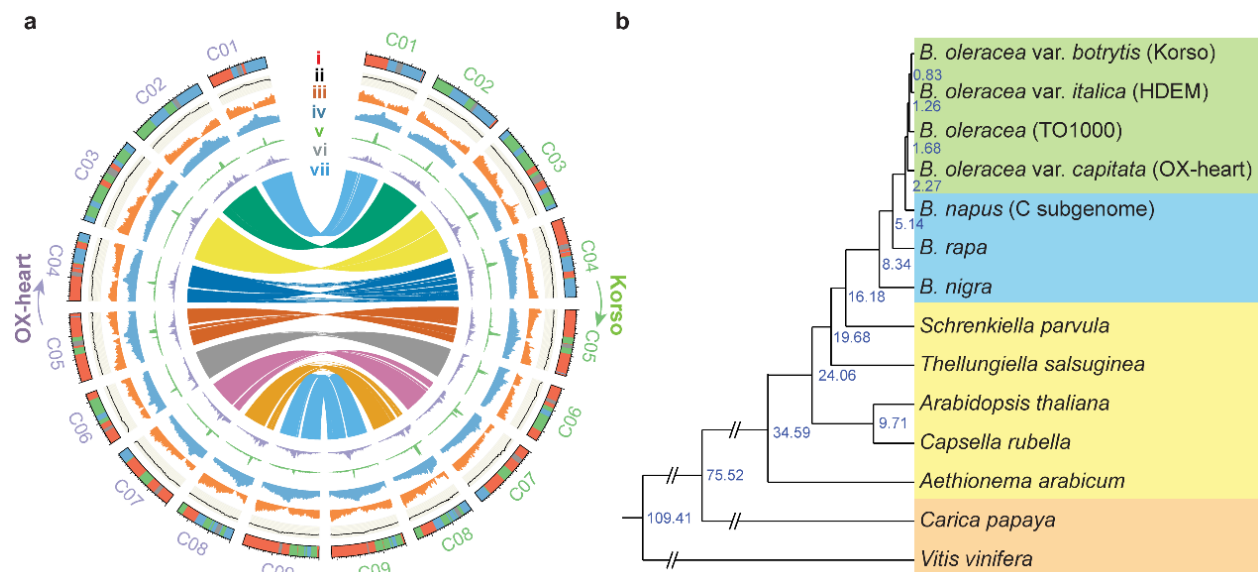 a
b
C01
C02
C03
C04
C05
C06
C07
C08
C09
OX-heart
i
ii
iii
iv
v
vi
vii
C01
C02
C03
C04
C05
C06
C07
C08
C09
Korso
B. oleracea var. botrytis (Korso)
0.83
B. oleracea var. italica (HDEM)
1.26
B. oleracea (TO1000)
1.68
B. oleracea var. capitata (OX-heart)
2.27
B. napus (C subgenome)
5.14
B. rapa
8.34
B. nigra
16.18
Schrenkiella parvula
19.68
Thellungiella salsuginea
24.06
Arabidopsis thaliana
9.71
34.59
Capsella rubella
75.52
Aethionema arabicum
109.41
Carica papaya
Vitis vinifera